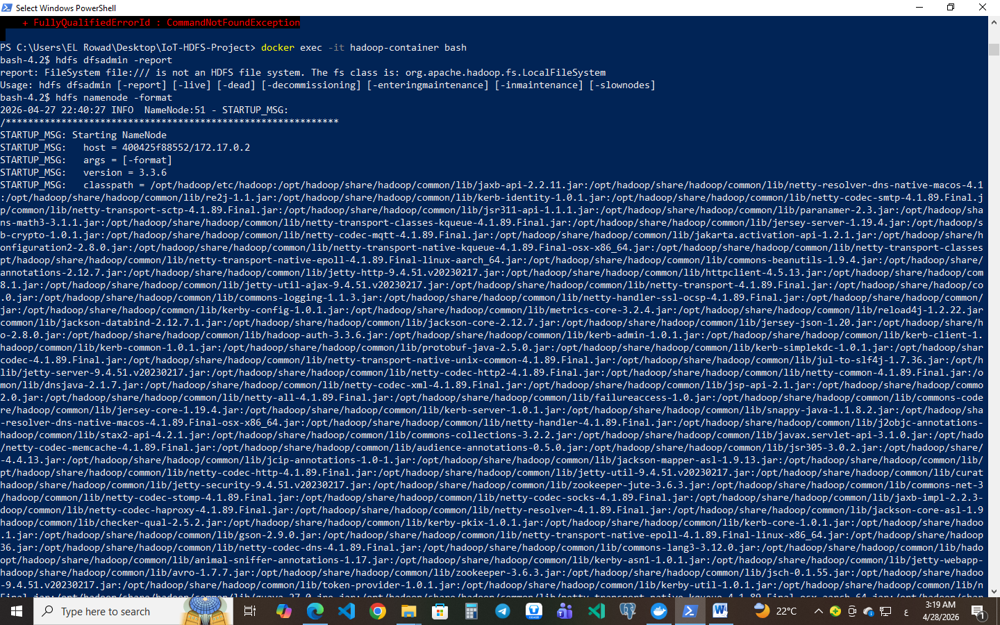 Select Windows PowerShell
+ FullyQualifiedErrorId : CommandNotFoundException
PS C:\Users\EL Rowad\Desktop\IoT-HDFS-Project> docker exec -it hadoop-container bash
bash-4.2$ hdfs dfsadmin -report
report: FileSystem file:/// is not an HDFS file system. The fs class is: org.apache.hadoop.fs.LocalFileSystem
Usage: hdfs dfsadmin [-report] [-live] [-dead] [-decommissioning] [-enteringmaintenance] [-inmaintenance] [-slownodes]
bash-4.2$ hdfs namenode -format
2026-04-27 22:40:27 INFO  NameNode:51 - STARTUP_MSG:
/************************************************************
STARTUP_MSG: Starting NameNode
STARTUP_MSG:   host = 400425f88552/172.17.0.2
STARTUP_MSG:   args = [-format]
STARTUP_MSG:   version = 3.3.6
STARTUP_MSG:   classpath = /opt/hadoop/etc/hadoop:/opt/hadoop/share/hadoop/common/lib/jaxb-api-2.2.11.jar:/opt/hadoop/share/hadoop/common/lib/netty-resolver-dns-native-macos-4.1
:/opt/hadoop/share/hadoop/common/lib/re2j-1.1.jar:/opt/hadoop/share/hadoop/common/lib/kerb-identity-1.0.1.jar:/opt/hadoop/share/hadoop/common/lib/netty-codec-smtp-4.1.89.Final.j
p/common/lib/netty-transport-sctp-4.1.89.Final.jar:/opt/hadoop/share/hadoop/common/lib/jsr311-api-1.1.1.jar:/opt/hadoop/share/hadoop/common/lib/paranamer-2.3.jar:/opt/hadoop/sha
ns-math3-3.1.1.jar:/opt/hadoop/share/hadoop/common/lib/netty-transport-classes-kqueue-4.1.89.Final.jar:/opt/hadoop/share/hadoop/common/lib/jersey-server-1.19.4.jar:/opt/hadoop/s
b-crypto-1.0.1.jar:/opt/hadoop/share/hadoop/common/lib/netty-codec-mqtt-4.1.89.Final.jar:/opt/hadoop/share/hadoop/common/lib/jakarta.activation-api-1.2.1.jar:/opt/hadoop/share/h
onfiguration2-2.8.0.jar:/opt/hadoop/share/hadoop/common/lib/netty-transport-native-kqueue-4.1.89.Final-osx-x86_64.jar:/opt/hadoop/share/hadoop/common/lib/netty-transport-classes
pt/hadoop/share/hadoop/common/lib/netty-transport-native-epoll-4.1.89.Final-linux-aarch_64.jar:/opt/hadoop/share/hadoop/common/lib/commons-beanutils-1.9.4.jar:/opt/hadoop/share/
annotations-2.12.7.jar:/opt/hadoop/share/hadoop/common/lib/jetty-http-9.4.51.v20230217.jar:/opt/hadoop/share/hadoop/common/lib/httpclient-4.5.13.jar:/opt/hadoop/share/hadoop/com
8.1.jar:/opt/hadoop/share/hadoop/common/lib/jetty-util-ajax-9.4.51.v20230217.jar:/opt/hadoop/share/hadoop/common/lib/netty-transport-4.1.89.Final.jar:/opt/hadoop/share/hadoop/co
.0.jar:/opt/hadoop/share/hadoop/common/lib/commons-logging-1.1.3.jar:/opt/hadoop/share/hadoop/common/lib/netty-handler-ssl-ocsp-4.1.89.Final.jar:/opt/hadoop/share/hadoop/common/
jar:/opt/hadoop/share/hadoop/common/lib/kerby-config-1.0.1.jar:/opt/hadoop/share/hadoop/common/lib/metrics-core-3.2.4.jar:/opt/hadoop/share/hadoop/common/lib/reload4j-1.2.22.jar
common/lib/jackson-databind-2.12.7.1.jar:/opt/hadoop/share/hadoop/common/lib/jackson-core-2.12.7.jar:/opt/hadoop/share/hadoop/common/lib/jersey-json-1.20.jar:/opt/hadoop/share/h
o-2.8.0.jar:/opt/hadoop/share/hadoop/common/lib/hadoop-auth-3.3.6.jar:/opt/hadoop/share/hadoop/common/lib/kerb-admin-1.0.1.jar:/opt/hadoop/share/hadoop/common/lib/kerb-client-1.
hadoop/common/lib/kerb-common-1.0.1.jar:/opt/hadoop/share/hadoop/common/lib/protobuf-java-2.5.0.jar:/opt/hadoop/share/hadoop/common/lib/kerb-simplekdc-1.0.1.jar:/opt/hadoop/shar
codec-4.1.89.Final.jar:/opt/hadoop/share/hadoop/common/lib/netty-transport-native-unix-common-4.1.89.Final.jar:/opt/hadoop/share/hadoop/common/lib/jul-to-slf4j-1.7.36.jar:/opt/h
lib/jetty-server-9.4.51.v20230217.jar:/opt/hadoop/share/hadoop/common/lib/netty-codec-http2-4.1.89.Final.jar:/opt/hadoop/share/hadoop/common/lib/netty-common-4.1.89.Final.jar:/o
mon/lib/dnsjava-2.1.7.jar:/opt/hadoop/share/hadoop/common/lib/netty-codec-xml-4.1.89.Final.jar:/opt/hadoop/share/hadoop/common/lib/jsp-api-2.1.jar:/opt/hadoop/share/hadoop/commo
2.0.jar:/opt/hadoop/share/hadoop/common/lib/netty-all-4.1.89.Final.jar:/opt/hadoop/share/hadoop/common/lib/failureaccess-1.0.jar:/opt/hadoop/share/hadoop/common/lib/commons-code
re/hadoop/common/lib/jersey-core-1.19.4.jar:/opt/hadoop/share/hadoop/common/lib/kerb-server-1.0.1.jar:/opt/hadoop/share/hadoop/common/lib/snappy-java-1.1.8.2.jar:/opt/hadoop/sha
-resolver-dns-native-macos-4.1.89.Final-osx-x86_64.jar:/opt/hadoop/share/hadoop/common/lib/netty-handler-4.1.89.Final.jar:/opt/hadoop/share/hadoop/common/lib/j2objc-annotations-
hadoop/common/lib/stax2-api-4.2.1.jar:/opt/hadoop/share/hadoop/common/lib/commons-collections-3.2.2.jar:/opt/hadoop/share/hadoop/common/lib/javax.servlet-api-3.1.0.jar:/opt/hado
/netty-codec-memcache-4.1.89.Final.jar:/opt/hadoop/share/hadoop/common/lib/audience-annotations-0.5.0.jar:/opt/hadoop/share/hadoop/common/lib/jsr305-3.0.2.jar:/opt/hadoop/share/
-4.4.13.jar:/opt/hadoop/share/hadoop/common/lib/jcip-annotations-1.0-1.jar:/opt/hadoop/share/hadoop/common/lib/jackson-mapper-asl-1.9.13.jar:/opt/hadoop/share/hadoop/common/lib/
pt/hadoop/share/hadoop/common/lib/netty-codec-http-4.1.89.Final.jar:/opt/hadoop/share/hadoop/common/lib/jetty-util-9.4.51.v20230217.jar:/opt/hadoop/share/hadoop/common/lib/curat
hadoop/share/hadoop/common/lib/jetty-security-9.4.51.v20230217.jar:/opt/hadoop/share/hadoop/common/lib/zookeeper-jute-3.6.3.jar:/opt/hadoop/share/hadoop/common/lib/commons-net-3
/hadoop/common/lib/netty-codec-stomp-4.1.89.Final.jar:/opt/hadoop/share/hadoop/common/lib/netty-codec-socks-4.1.89.Final.jar:/opt/hadoop/share/hadoop/common/lib/jaxb-impl-2.2.3-
doop/common/lib/netty-codec-haproxy-4.1.89.Final.jar:/opt/hadoop/share/hadoop/common/lib/netty-resolver-4.1.89.Final.jar:/opt/hadoop/share/hadoop/common/lib/jackson-core-asl-1.9
hadoop/common/lib/checker-qual-2.5.2.jar:/opt/hadoop/share/hadoop/common/lib/kerby-pkix-1.0.1.jar:/opt/hadoop/share/hadoop/common/lib/kerb-core-1.0.1.jar:/opt/hadoop/share/hadoo
.1.jar:/opt/hadoop/share/hadoop/common/lib/gson-2.9.0.jar:/opt/hadoop/share/hadoop/common/lib/netty-transport-native-epoll-4.1.89.Final-linux-x86_64.jar:/opt/hadoop/share/hadoop
36.jar:/opt/hadoop/share/hadoop/common/lib/netty-codec-dns-4.1.89.Final.jar:/opt/hadoop/share/hadoop/common/lib/commons-lang3-3.12.0.jar:/opt/hadoop/share/hadoop/common/lib/hado
opt/hadoop/share/hadoop/common/lib/animal-sniffer-annotations-1.17.jar:/opt/hadoop/share/hadoop/common/lib/kerby-asn1-1.0.1.jar:/opt/hadoop/share/hadoop/common/lib/jetty-webapp-
hadoop/share/hadoop/common/lib/avro-1.7.7.jar:/opt/hadoop/share/hadoop/common/lib/zookeeper-3.6.3.jar:/opt/hadoop/share/hadoop/common/lib/jsch-0.1.55.jar:/opt/hadoop/share/hadoo
-9.4.51.v20230217.jar:/opt/hadoop/share/hadoop/common/lib/token-provider-1.0.1.jar:/opt/hadoop/share/hadoop/common/lib/kerby-util-1.0.1.jar:/opt/hadoop/share/hadoop/common/lib/n
Type here to search
22°C
ع
3:19 AM
4/28/2026
1